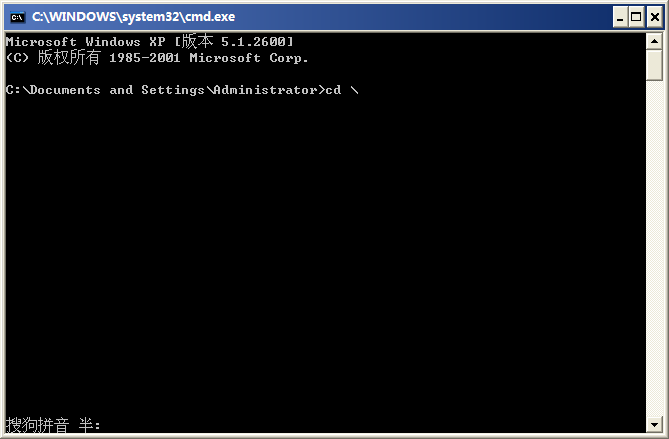 C:\WINDOWS\system32\cmd.exe
Microsoft Windows XP [版本 5.1.2600]
(C) 版权所有 1985-2001 Microsoft Corp.
C:\Documents and Settings\Administrator>cd \
搜狗拼音 半: